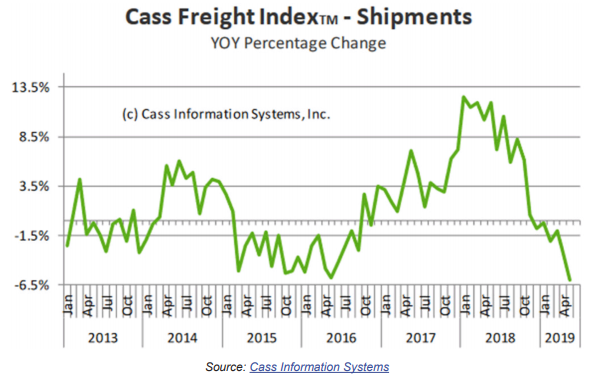 Cass Freight Index™ - Shipments
YOY Percentage Change
13.5%
(c) Cass Information Systems, Inc.
8.5%
3.5%
-1.5%
-6.5%
Jan Apr Jul Oct Jan Apr Jul Oct Jan Apr Jul Oct Jan Apr Jul Oct Jan Apr Jul Oct Jan Apr Jul Oct Jan Apr
2013 2014 2015 2016 2017 2018 2019
Source: Cass Information Systems